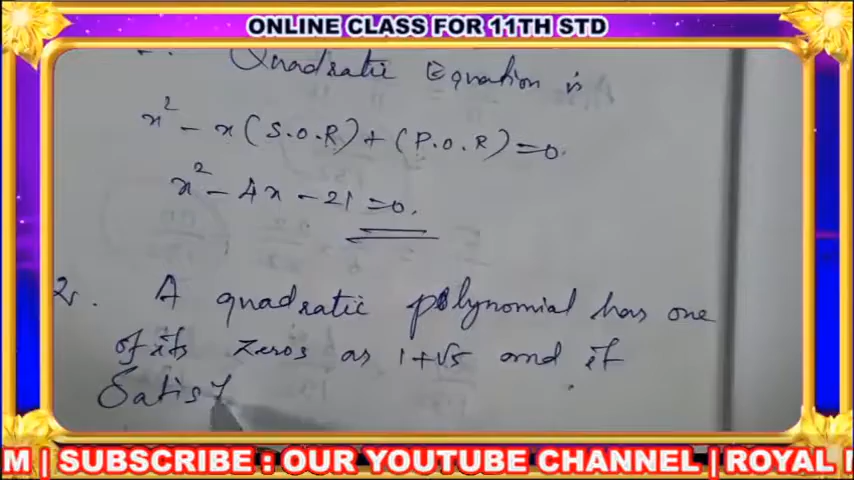 ONLINE CLASS FOR 11TH STD
Quadratic Equation is
x² - x (S.O.R) + (P.O.R) = 0.
x² - 4x - 21 = 0.
2. A quadratic polynomial has one
of its zeros as 1+√5 and it
Satisf
M | SUBSCRIBE : OUR YOUTUBE CHANNEL | ROYAL